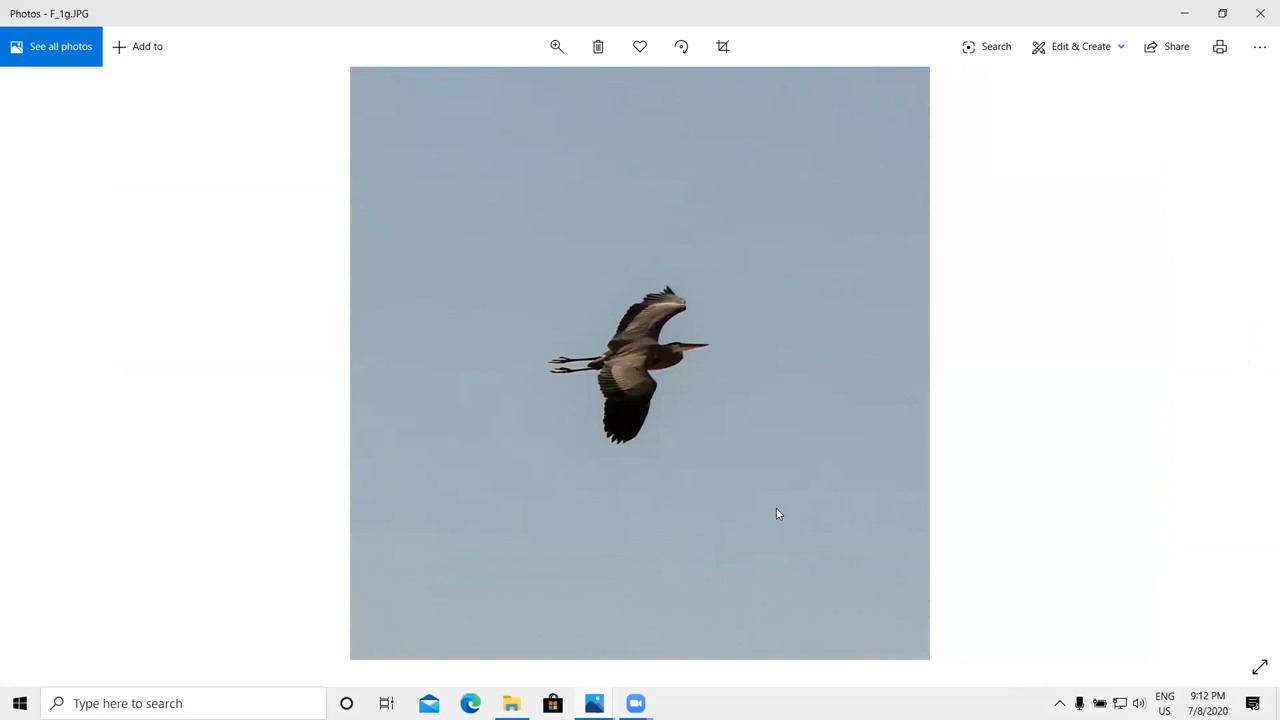 Photos - F_1g.JPG
See all photos
Add to
Search
Edit & Create
Share
Type here to search
ENG
US
9:12 PM
7/8/2020